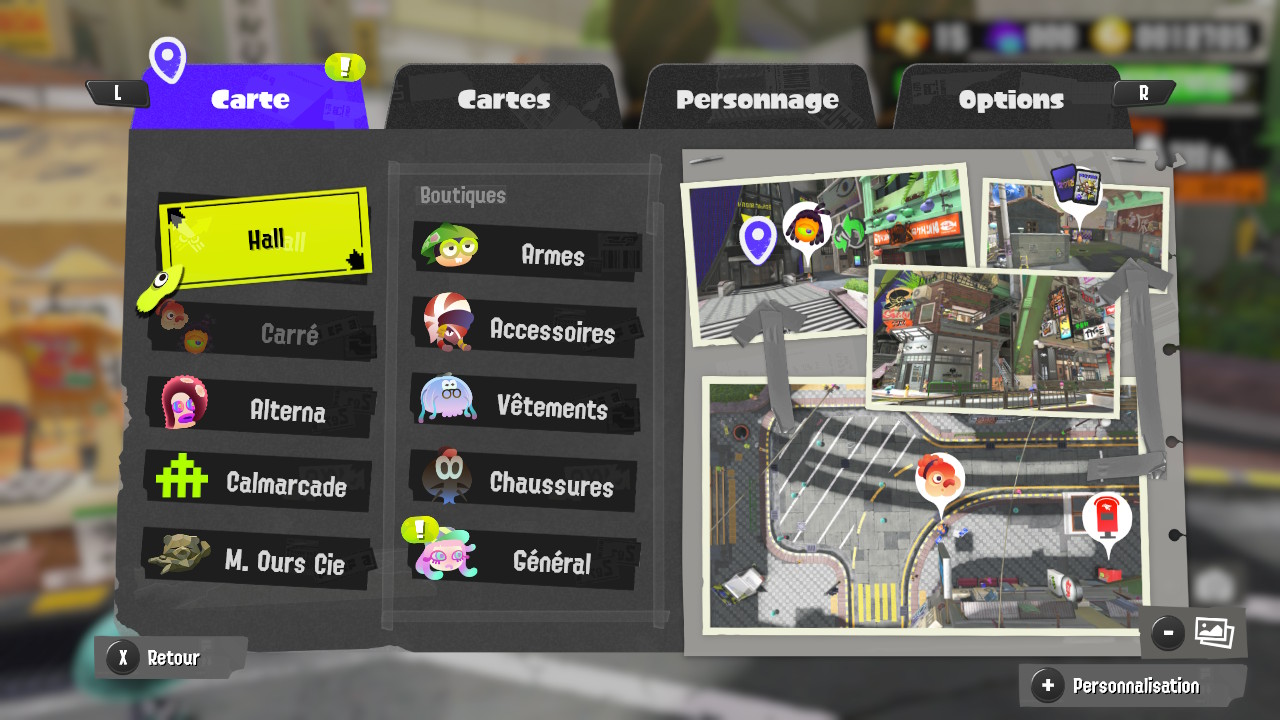 L
Carte
!
Cartes
Personnage
Options
R
Hall
Carré
Alterna
Calmarcade
M. Ours Cie
Boutiques
Armes
Accessoires
Vêtements
Chaussures
!
Général
X Retour
-
+ Personnalisation